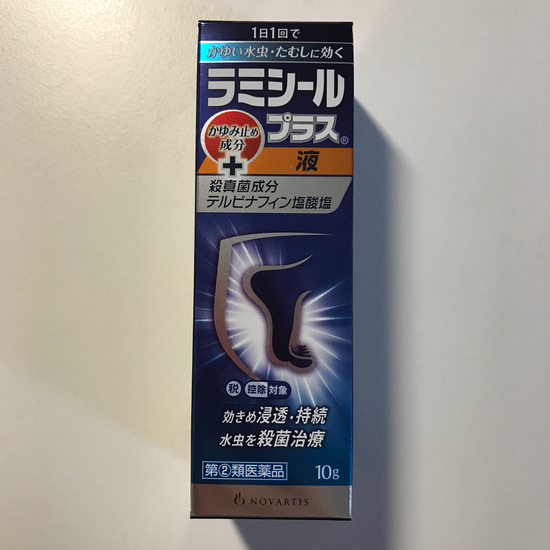 1日1回で
かゆい水虫・たむしに効く
ラミシール
プラス®
かゆみ止め
成分
+
液
殺真菌成分
テルビナフィン塩酸塩
税 控除 対象
効きめ浸透・持続
水虫を殺菌治療
第②類医薬品
10g
NOVARTIS